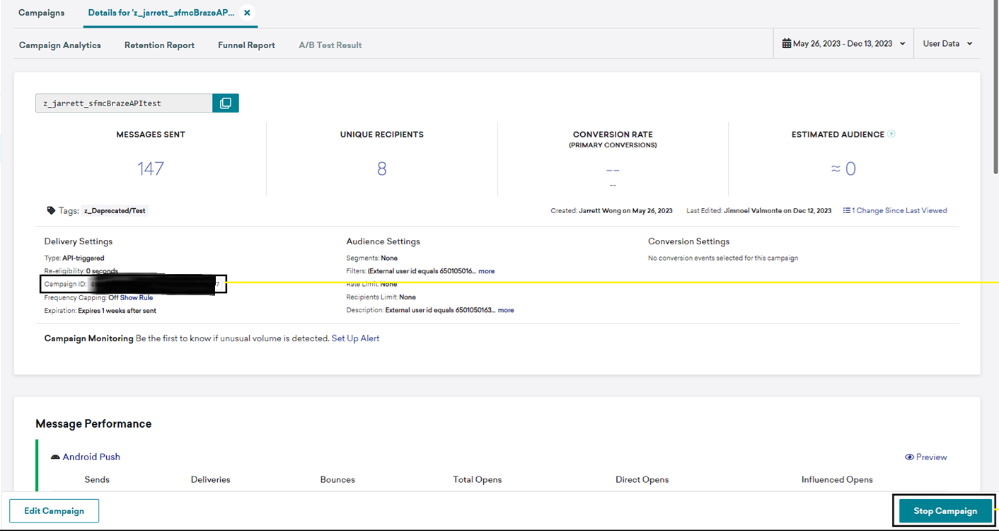 Campaigns Details for 'z_jarrett_sfmcBrazeAP...
Campaign Analytics Retention Report Funnel Report A/B Test Result May 26, 2023 - Dec 13, 2023 User Data
z_jarrett_sfmcBrazeAPItest
MESSAGES SENT UNIQUE RECIPIENTS CONVERSION RATE ESTIMATED AUDIENCE ?
(PRIMARY CONVERSIONS)
147 8 -- ≈ 0
--
Tags: z_Deprecated/Test Created: Jarrett Wong on May 26, 2023 Last Edited: Jimnoel Valmonte on Dec 12, 2023 1 Change Since Last Viewed
Delivery Settings Audience Settings Conversion Settings
Type: API-triggered Segments: None No conversion events selected for this campaign
Re-eligibility: 0 seconds Filters: (External user id equals 650105016... more
Campaign ID: Rate Limit: None
Frequency Capping: Off Show Rule Recipients Limit: None
Expiration: Expires 1 weeks after sent Description: External user id equals 6501050163... more
Campaign Monitoring Be the first to know if unusual volume is detected. Set Up Alert
Message Performance
Android Push Preview
Sends Deliveries Bounces Total Opens Direct Opens Influenced Opens
Edit Campaign Stop Campaign